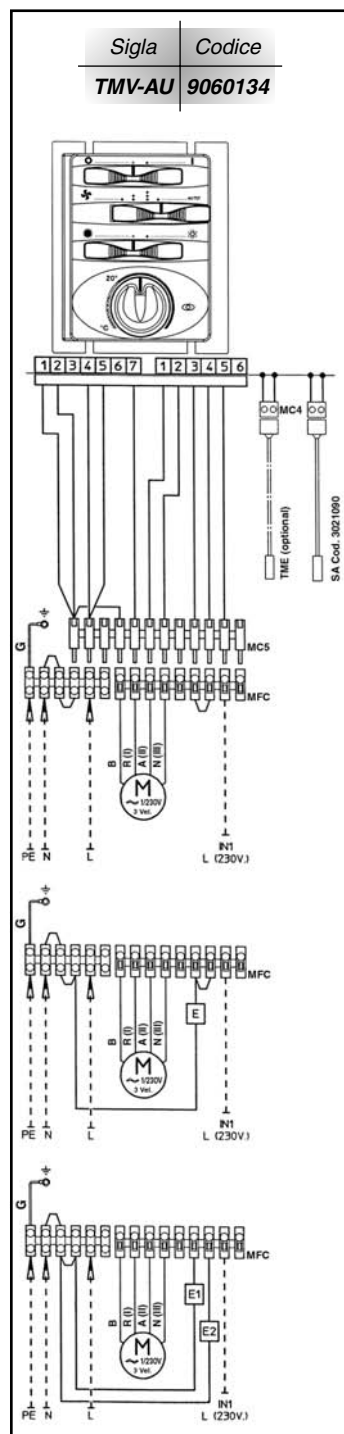 Sigla Codice
TMV-AU 9060134
AUTO
20°
°C
1 2 3 4 5 6 7 1 2 3 4 5 6
MC4
TME (optional)
SA Cod. 3021090
MC5
G
MFC
B
R (I)
A (II)
N (III)
M
~ 1/230V
3 Vel.
PE N L
IN1
L (230V.)
G
MFC
E
B
R (I)
A (II)
N (III)
M
~ 1/230V
3 Vel.
PE N L
IN1
L (230V.)
G
MFC
E1
E2
B
R (I)
A (II)
N (III)
M
~ 1/230V
3 Vel.
PE N L
IN1
L (230V.)